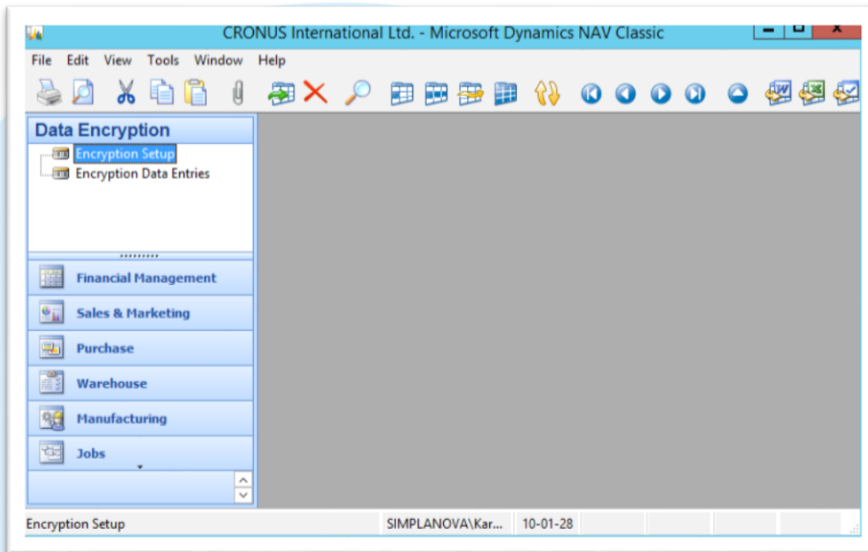 CRONUS International Ltd. - Microsoft Dynamics NAV Classic
File Edit View Tools Window Help
Data Encryption
Encryption Setup
Encryption Data Entries
Financial Management
Sales & Marketing
Purchase
Warehouse
Manufacturing
Jobs
Encryption Setup SIMPLANOVA\Kar... 10-01-28